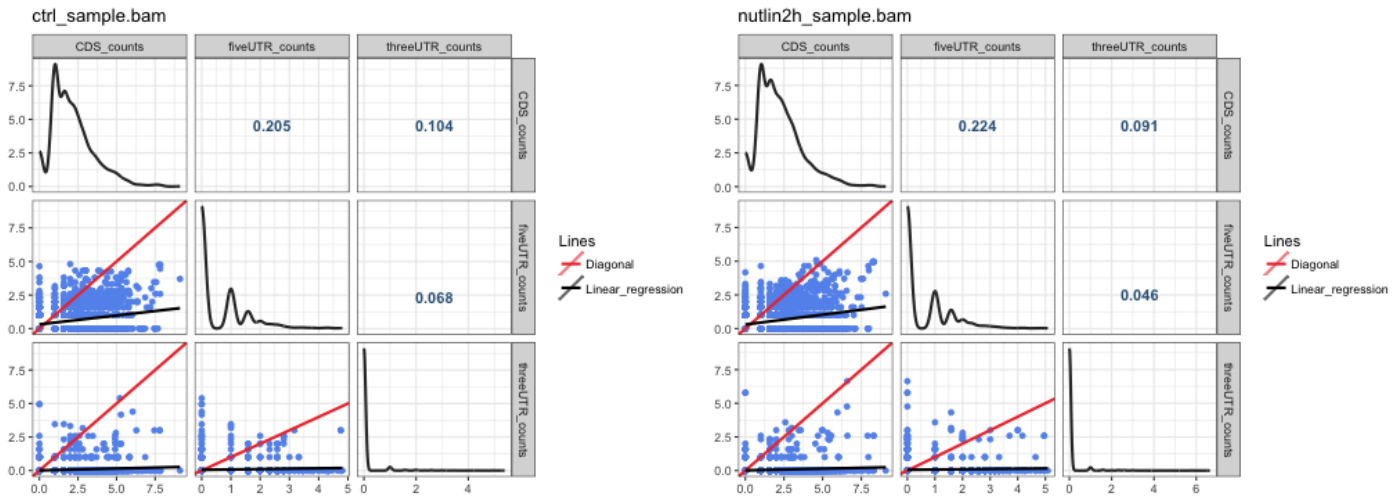 ctrl_sample.bam
CDS_counts fiveUTR_counts threeUTR_counts
7.5
5.0
2.5
0.0
0.205 0.104
CDS_counts
7.5
5.0
2.5
0.0
0.068
fiveUTR_counts
7.5
5.0
2.5
0.0
threeUTR_counts
0.0 2.5 5.0 7.5 0 1 2 3 4 5 0 2 4
Lines
Diagonal
Linear_regression
nutlin2h_sample.bam
CDS_counts fiveUTR_counts threeUTR_counts
7.5
5.0
2.5
0.0
0.224 0.091
CDS_counts
7.5
5.0
2.5
0.0
0.046
fiveUTR_counts
7.5
5.0
2.5
0.0
threeUTR_counts
0.0 2.5 5.0 7.5 0 1 2 3 4 5 0 2 4 6
Lines
Diagonal
Linear_regression